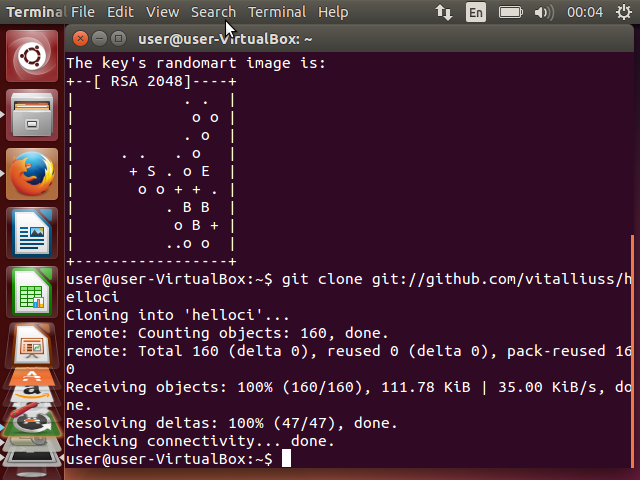 Terminal File Edit View Search Terminal Help En 00:04
user@user-VirtualBox: ~
The key's randomart image is:
+--[ RSA 2048]----+
|             . .  |
|              o o |
|             . o  |
|     . .   . o   |
|      + S . o E  |
|       o o + + . |
|          . B B  |
|           o B + |
|          ..o o  |
+-----------------+
user@user-VirtualBox:~$ git clone git://github.com/vitalliuss/h
elloci
Cloning into 'helloci'...
remote: Counting objects: 160, done.
remote: Total 160 (delta 0), reused 0 (delta 0), pack-reused 16
0
Receiving objects: 100% (160/160), 111.78 KiB | 35.00 KiB/s, do
ne.
Resolving deltas: 100% (47/47), done.
Checking connectivity... done.
user@user-VirtualBox:~$